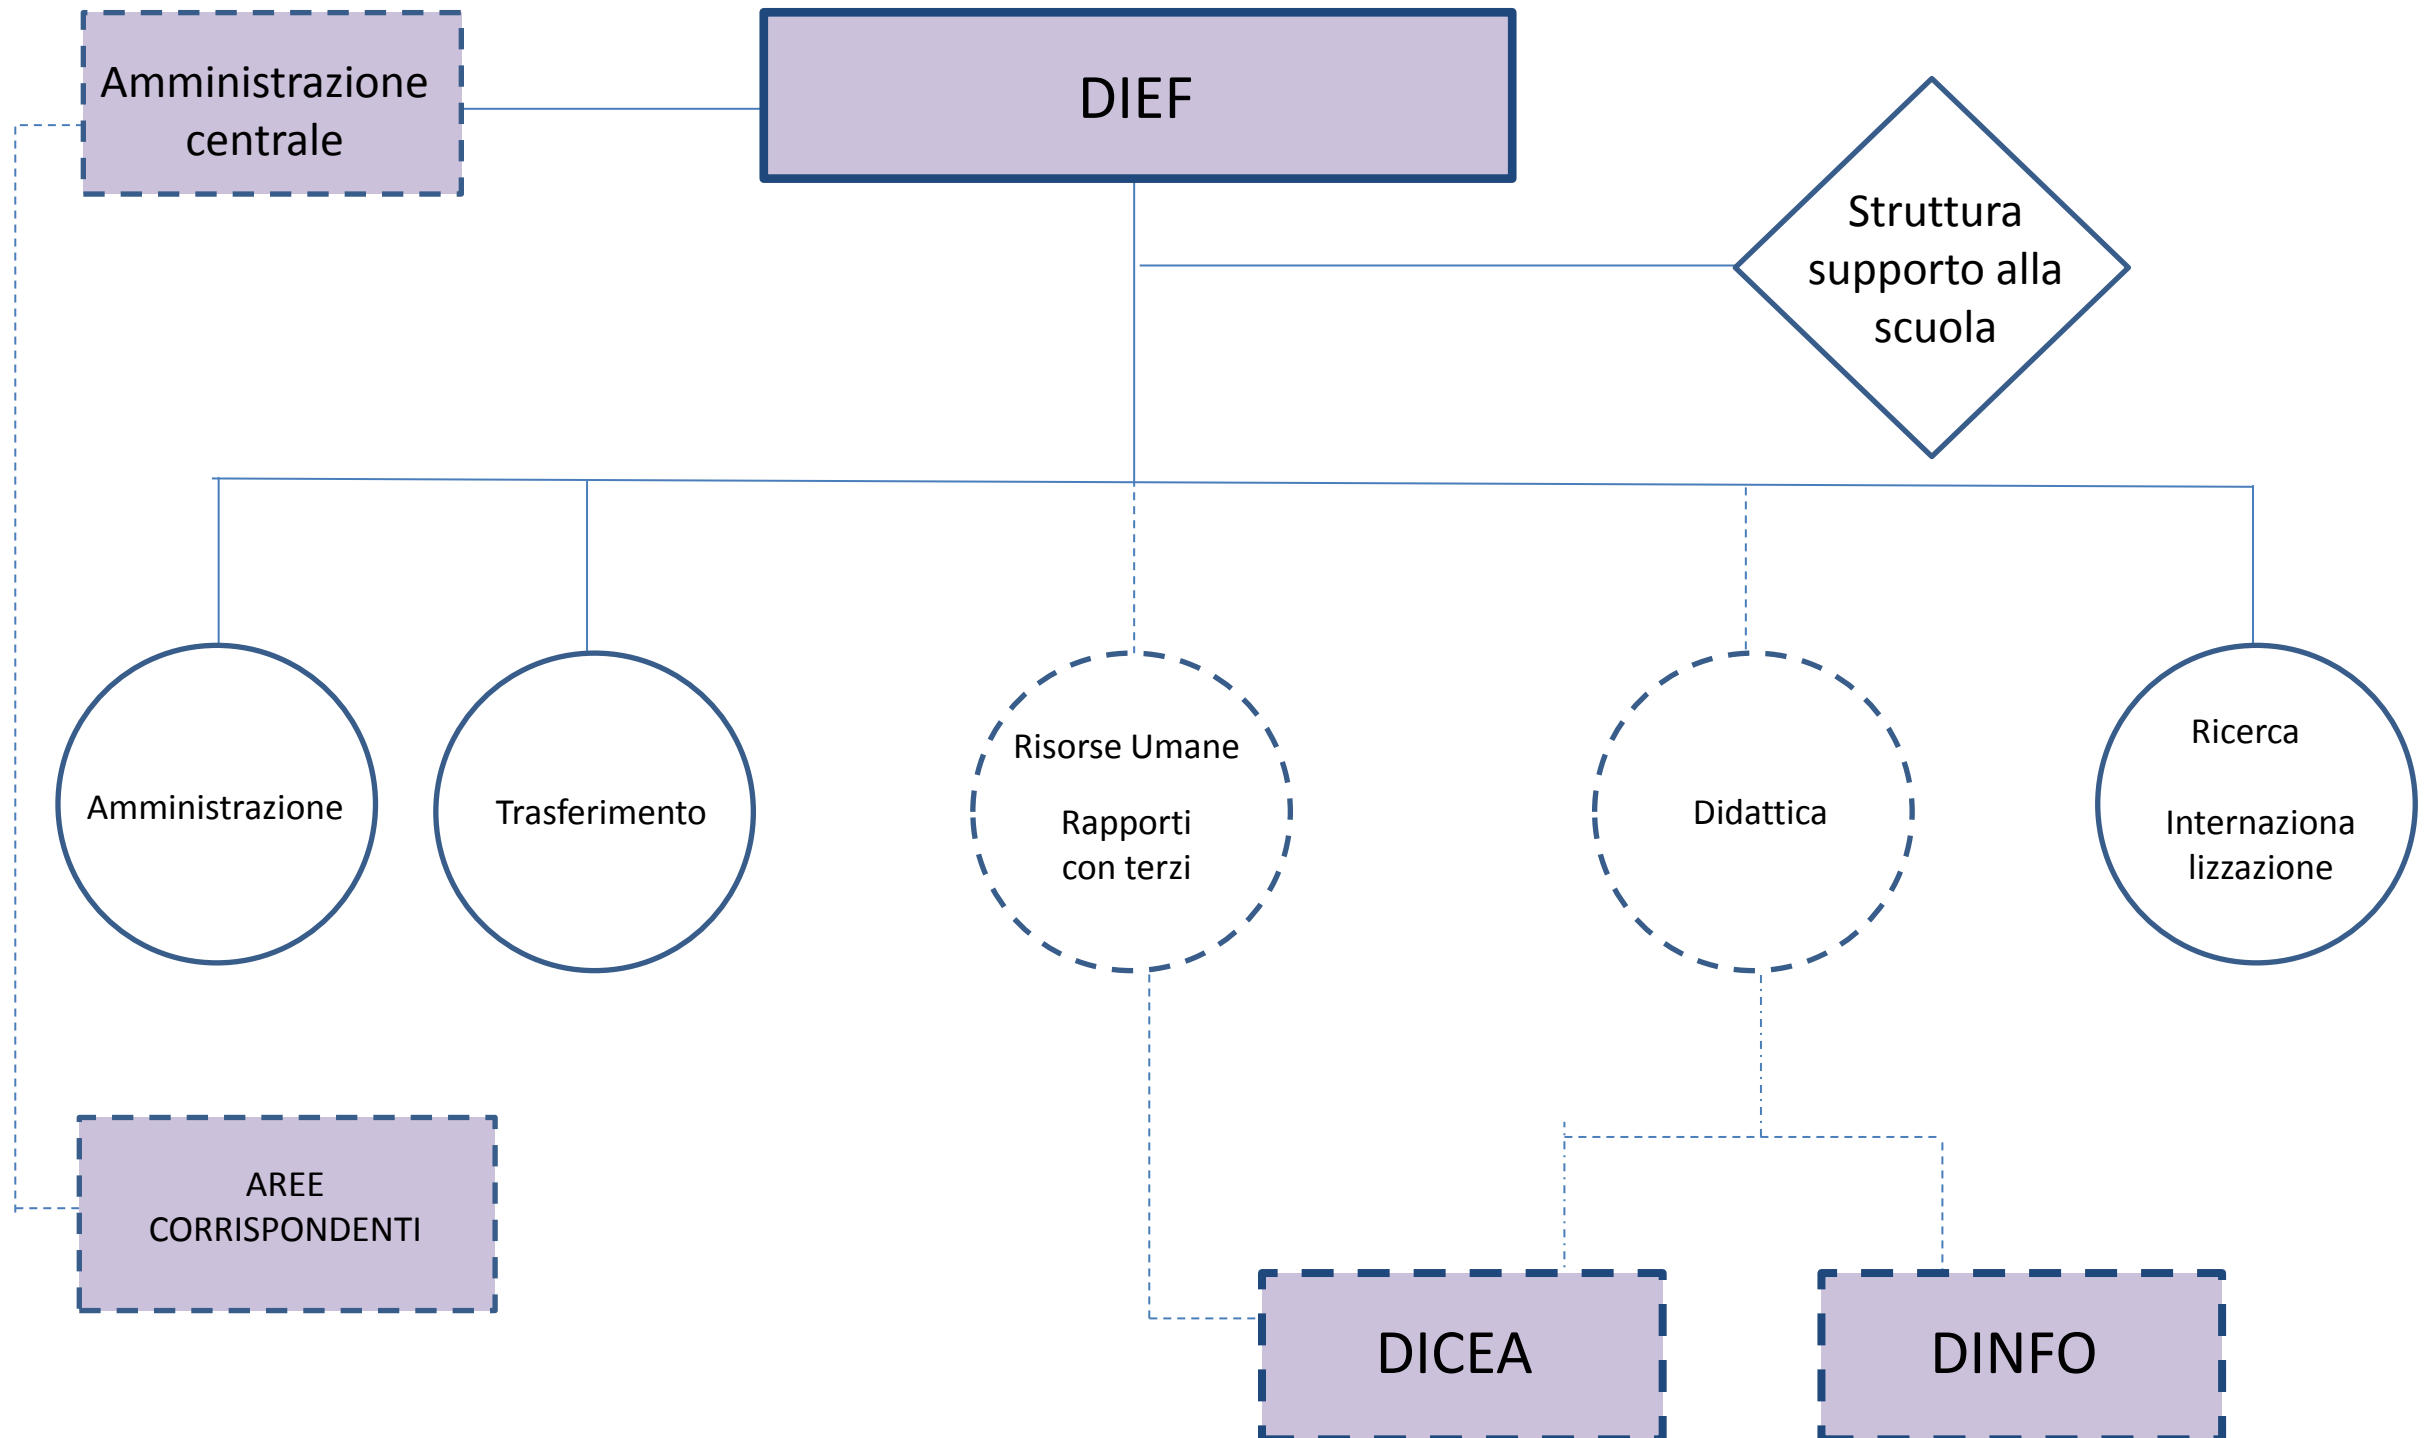 Amministrazione
centrale
DIEF
Struttura
supporto alla
scuola
Amministrazione
Trasferimento
Risorse Umane
Rapporti
con terzi
Didattica
Ricerca
Internaziona
lizzazione
AREE
CORRISPONDENTI
DICEA
DINFO